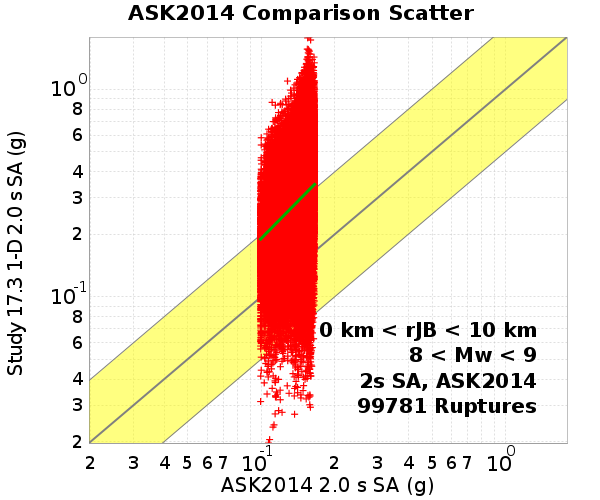 ASK2014 Comparison Scatter
Study 17.3 1-D 2.0 s SA (g)
10^0
8
6
4
3
2
10^-1
8
6
4
3
2
0 km < rJB < 10 km
8 < Mw < 9
2s SA, ASK2014
99781 Ruptures
2 3 4 5 6 7 10^-1 2 3 4 5 6 7 10^0
ASK2014 2.0 s SA (g)